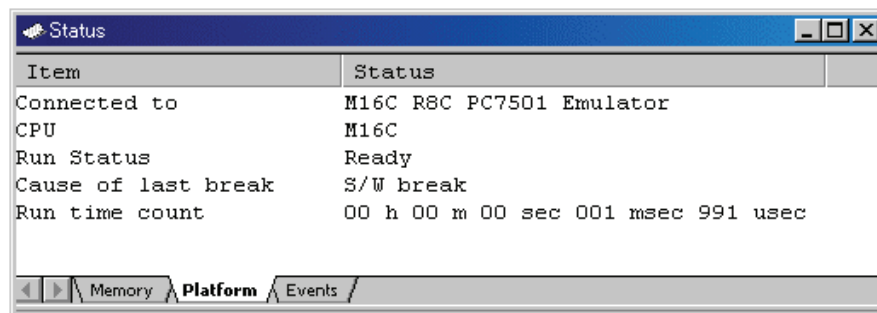 Status
Item Status
Connected to M16C R8C PC7501 Emulator
CPU M16C
Run Status Ready
Cause of last break S/W break
Run time count 00 h 00 m 00 sec 001 msec 991 usec
Memory Platform Events